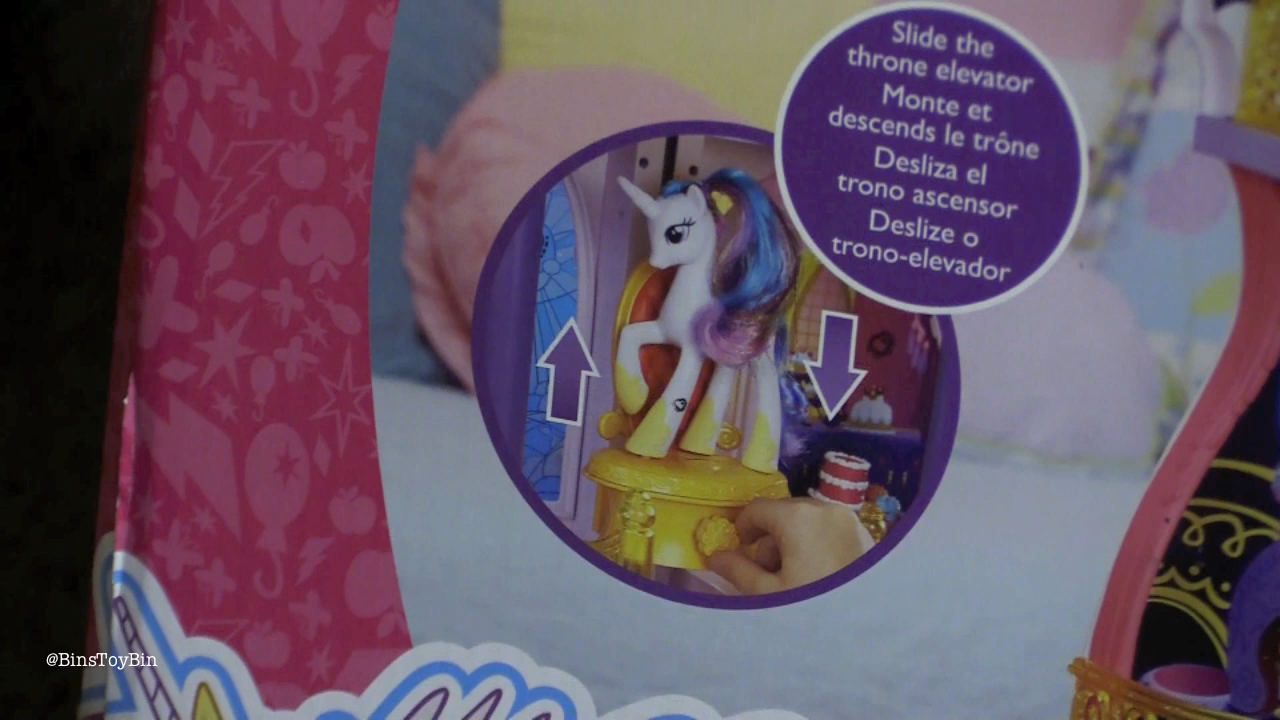 Slide the
throne elevator
Monte et
descends le trône
Desliza el
trono ascensor
Deslize o
trono-elevador
@BinsToyBin